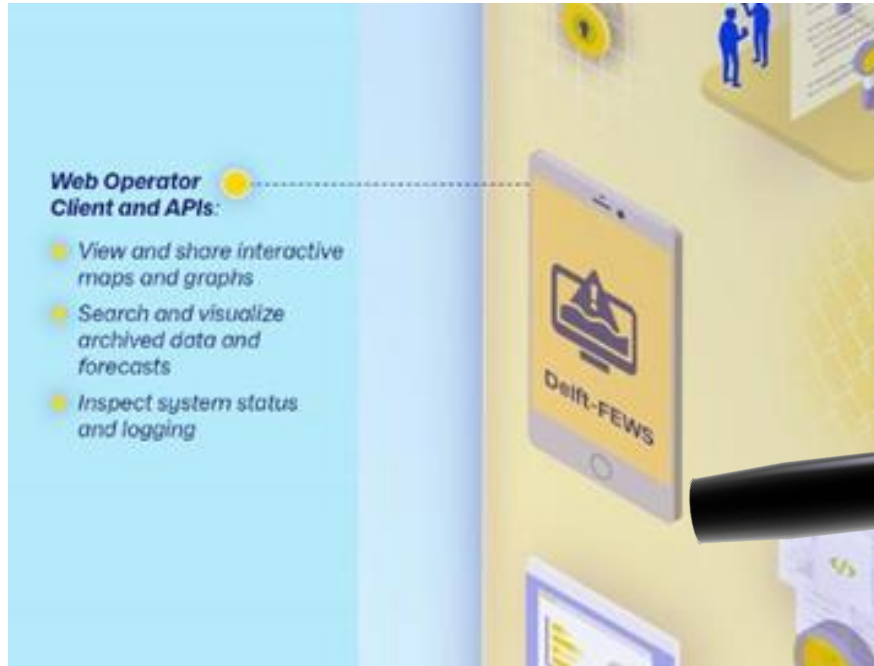 Web Operator
Client and APIs:
View and share interactive
maps and graphs
Search and visualize
archived data and
forecasts
Inspect system status
and logging
Delft-FEWS
</>